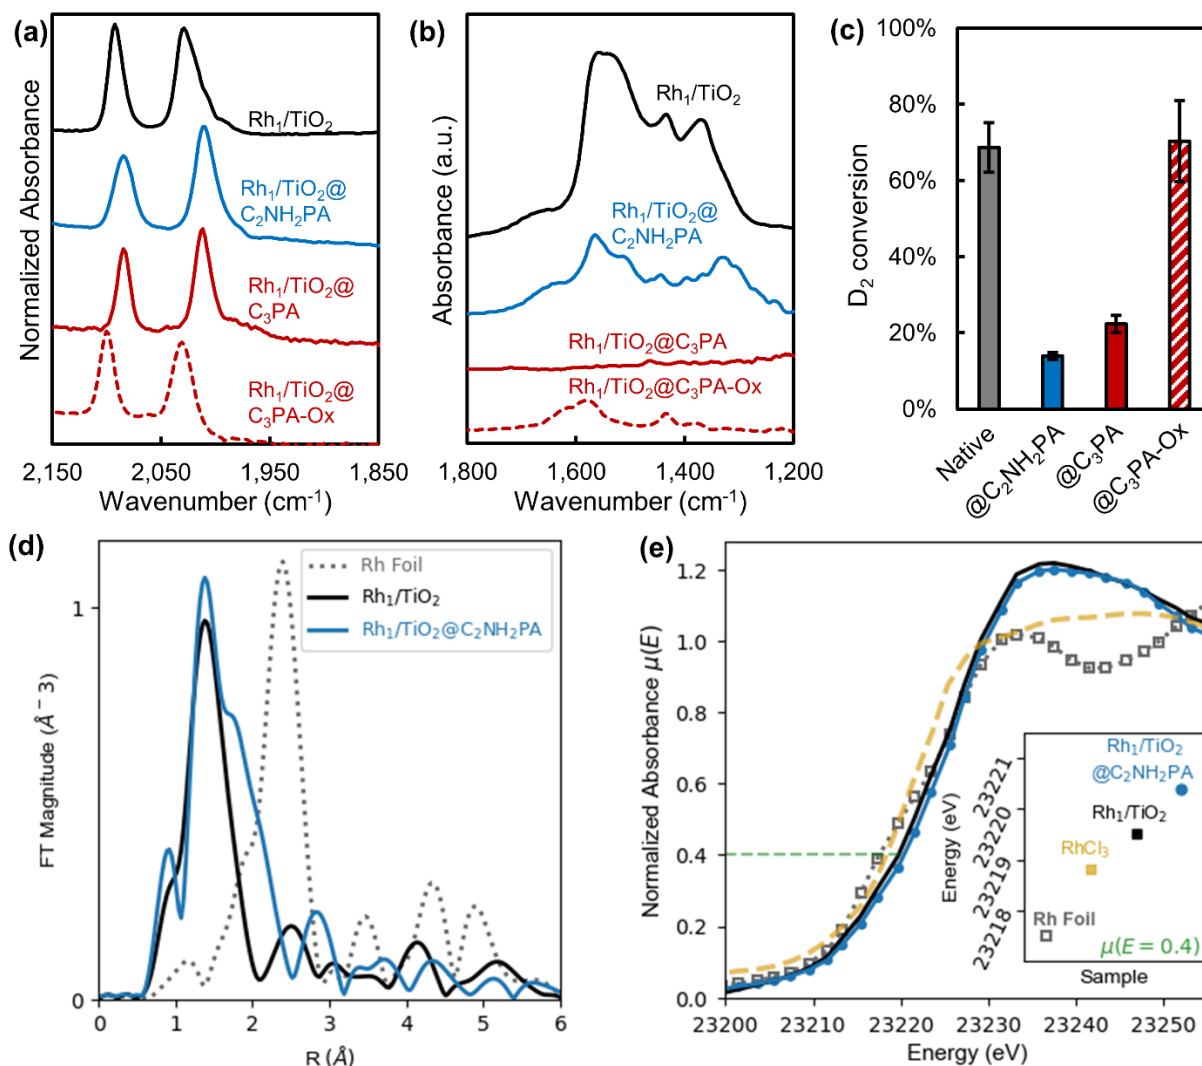 (a)
Normalized Absorbance
Rh₁/TiO₂
Rh₁/TiO₂@
C₂NH₂PA
Rh₁/TiO₂@
C₃PA
Rh₁/TiO₂@
C₃PA-Ox
2,150 2,050 1,950 1,850
Wavenumber (cm⁻¹)
(b)
Absorbance (a.u.)
Rh₁/TiO₂
Rh₁/TiO₂@
C₂NH₂PA
Rh₁/TiO₂@C₃PA
Rh₁/TiO₂@C₃PA-Ox
1,800 1,600 1,400 1,200
Wavenumber (cm⁻¹)
(c)
D₂ conversion
100%
80%
60%
40%
20%
0%
Native
@C₂NH₂PA
@C₃PA
@C₃PA-Ox
(d)
FT Magnitude (Å⁻3)
1
0
Rh Foil
Rh₁/TiO₂
Rh₁/TiO₂@C₂NH₂PA
0 1 2 3 4 5 6
R (Å)
(e)
Normalized Absorbance μ(E)
1.2
1.0
0.8
0.6
0.4
0.2
0.0
23200 23210 23220 23230 23240 23250
Energy (eV)
Energy (eV)
23221
23220
23219
23218
Rh₁/TiO₂
@C₂NH₂PA
Rh₁/TiO₂
RhCl₃
Rh Foil
μ(E = 0.4)
Sample